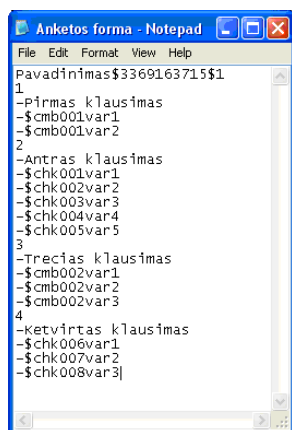 Anketos forma - Notepad
File Edit Format View Help
Pavadinimas$3369163715$1
1
-Pirmas klausimas
-$cmb001var1
-$cmb001var2
2
-Antras klausimas
-$chk001var1
-$chk002var2
-$chk003var3
-$chk004var4
-$chk005var5
3
-Trecias klausimas
-$cmb002var1
-$cmb002var2
-$cmb002var3
4
-Ketvirtas klausimas
-$chk006var1
-$chk007var2
-$chk008var3